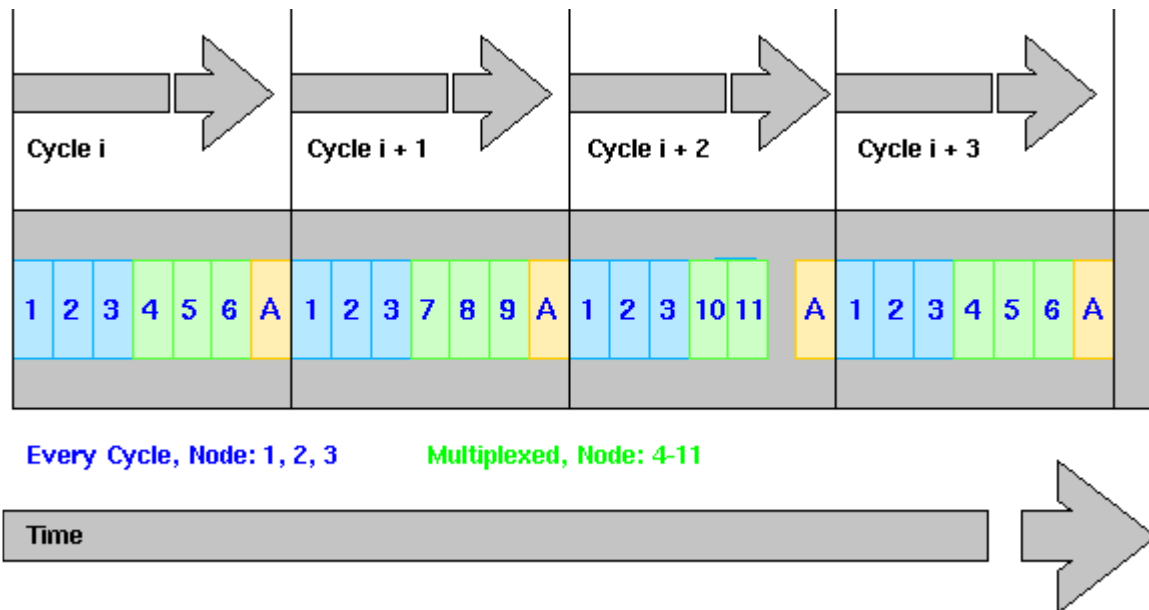 Cycle i Cycle i + 1 Cycle i + 2 Cycle i + 3
1 2 3 4 5 6 A 1 2 3 7 8 9 A 1 2 3 10 11 A 1 2 3 4 5 6 A
Every Cycle, Node: 1, 2, 3 Multiplexed, Node: 4-11
Time